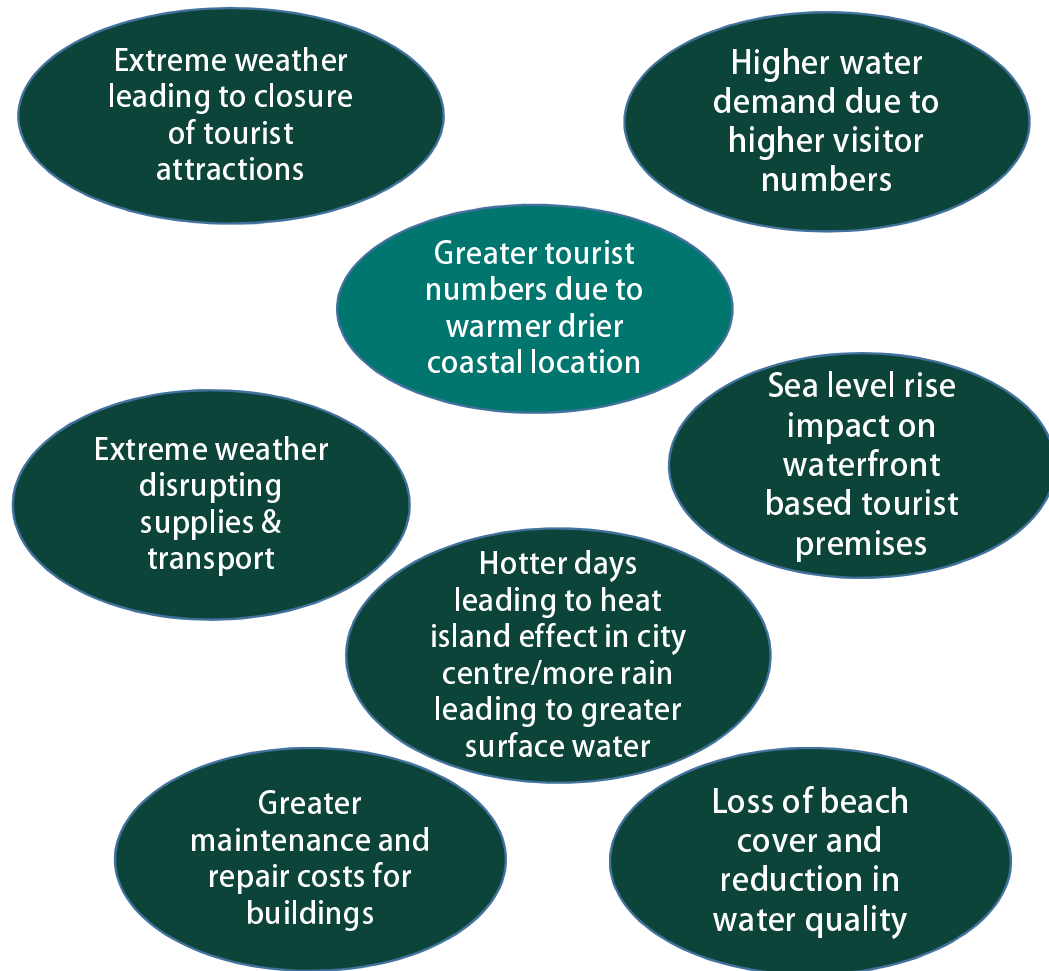 Extreme weather
leading to closure
of tourist
attractions
Higher water
demand due to
higher visitor
numbers
Greater tourist
numbers due to
warmer drier
coastal location
Sea level rise
impact on
waterfront
based tourist
premises
Extreme weather
disrupting
supplies &
transport
Hotter days
leading to heat
island effect in city
centre/more rain
leading to greater
surface water
Greater
maintenance and
repair costs for
buildings
Loss of beach
cover and
reduction in
water quality